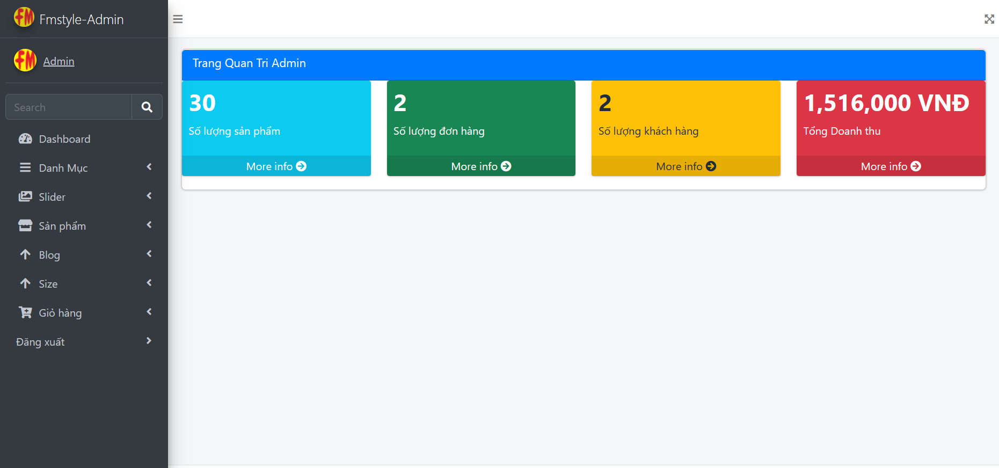 FM Fmstyle-Admin
FM Admin
Search
Dashboard
Danh Mục
Slider
Sản phẩm
Blog
Size
Giỏ hàng
Đăng xuất
Trang Quan Tri Admin
30
Số lượng sản phẩm
More info
2
Số lượng đơn hàng
More info
2
Số lượng khách hàng
More info
1,516,000 VNĐ
Tổng Doanh thu
More info